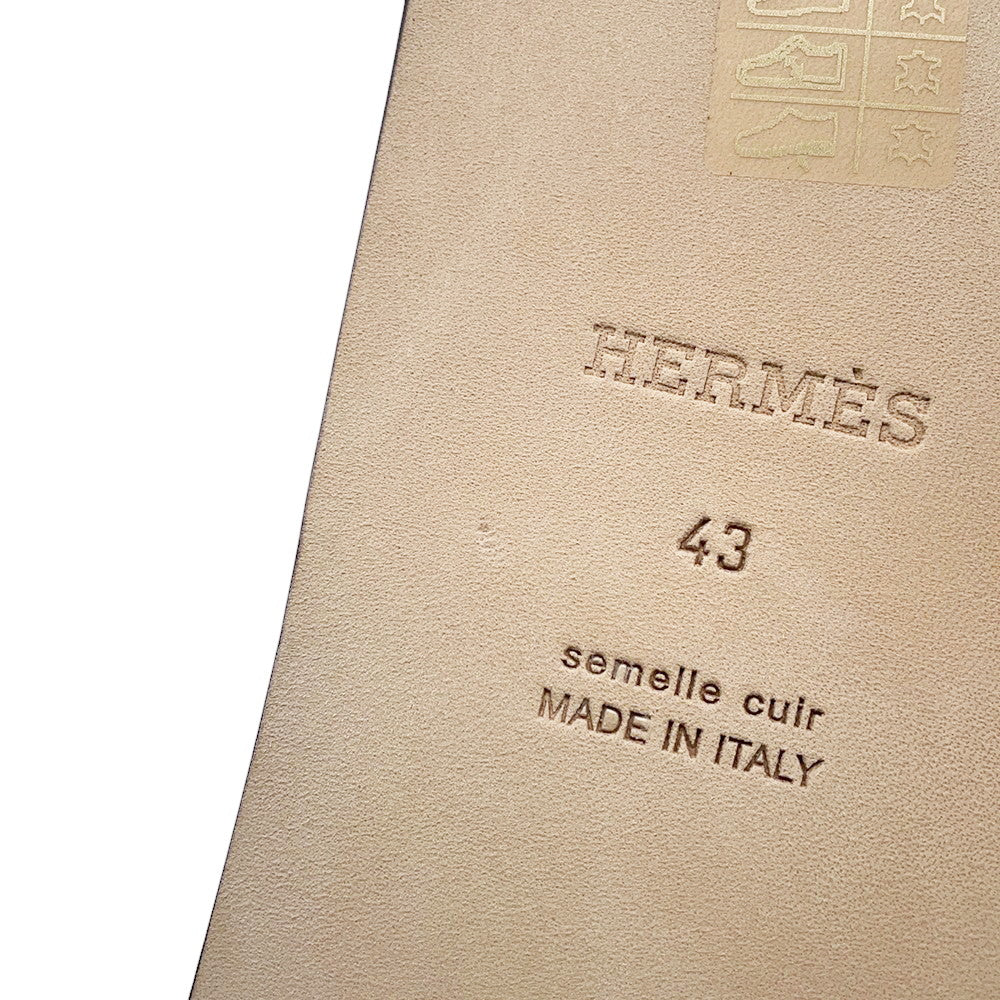 HERMÈS
43
semelle cuir
MADE IN ITALY